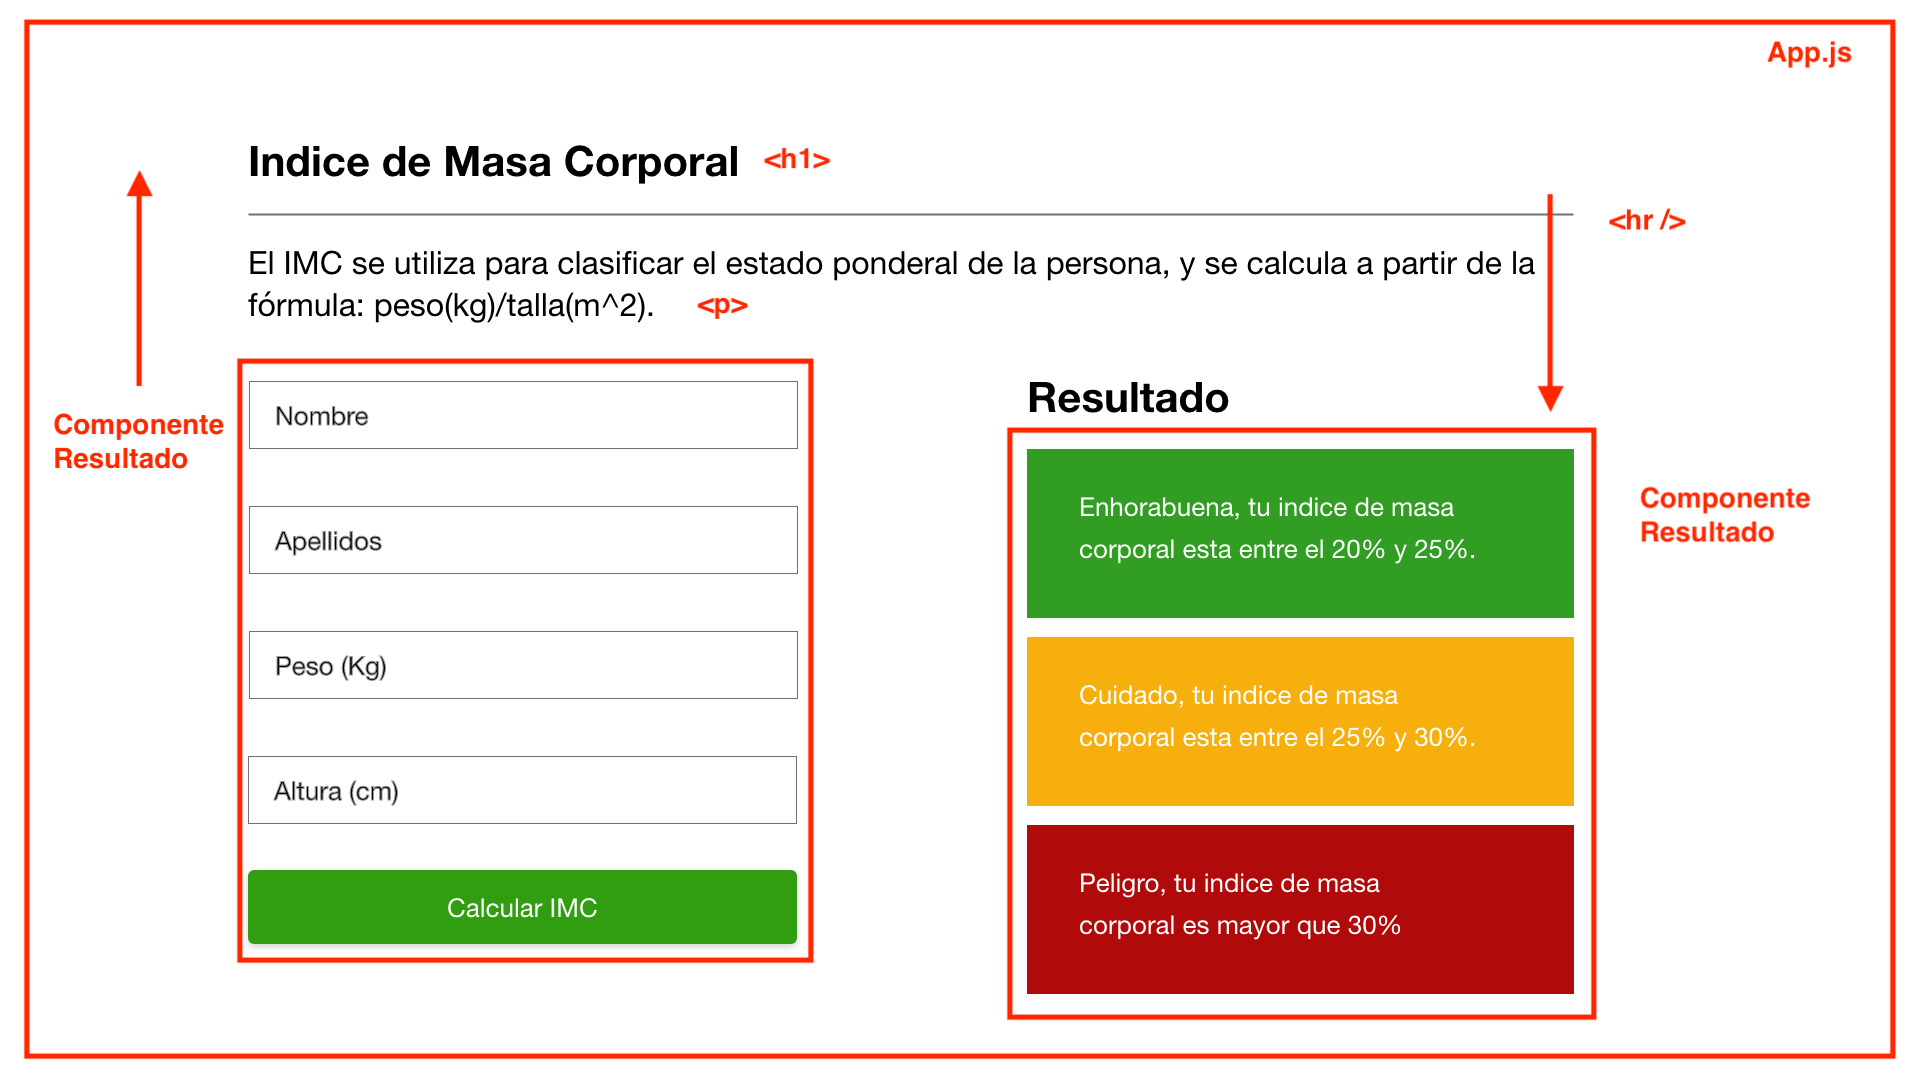 App.js
Indice de Masa Corporal <h1>
<hr />
El IMC se utiliza para clasificar el estado ponderal de la persona, y se calcula a partir de la
fórmula: peso(kg)/talla(m^2). <p>
Componente
Resultado
Nombre
Apellidos
Peso (Kg)
Altura (cm)
Calcular IMC
Resultado
Enhorabuena, tu indice de masa
corporal esta entre el 20% y 25%.
Cuidado, tu indice de masa
corporal esta entre el 25% y 30%.
Peligro, tu indice de masa
corporal es mayor que 30%
Componente
Resultado